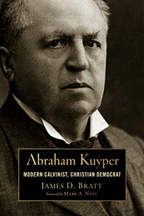 Abraham Kuyper
MODERN CALVINIST, CHRISTIAN DEMOCRAT
JAMES D. BRATT
Foreword by MARK A. NOLL